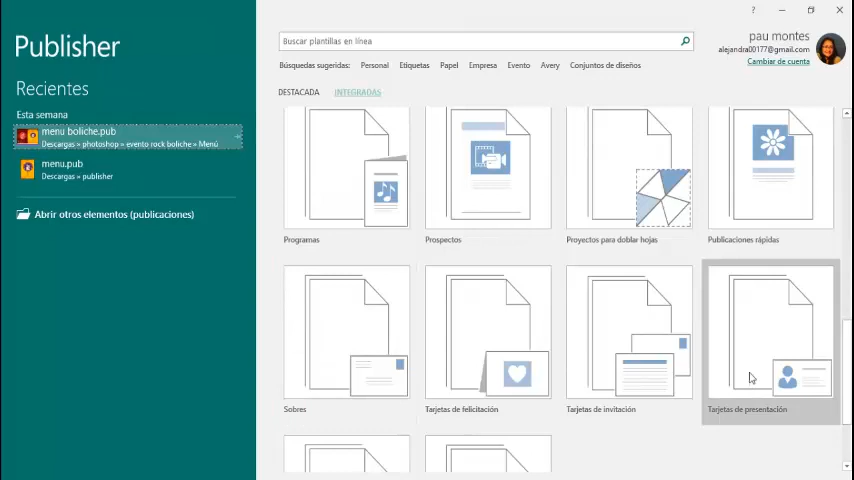 ?
Publisher
pau montes
alejandra00177@gmail.com
Cambiar de cuenta
Buscar plantillas en línea
Búsquedas sugeridas: Personal Etiquetas Papel Empresa Evento Avery Conjuntos de diseños
Recientes
DESTACADA INTEGRADAS
Esta semana
menu boliche.pub
Descargas » photoshop » evento rock boliche » Menú
menu.pub
Descargas » publisher
Abrir otros elementos (publicaciones)
Programas
Prospectos
Proyectos para doblar hojas
Publicaciones rápidas
Sobres
Tarjetas de felicitación
Tarjetas de invitación
Tarjetas de presentación